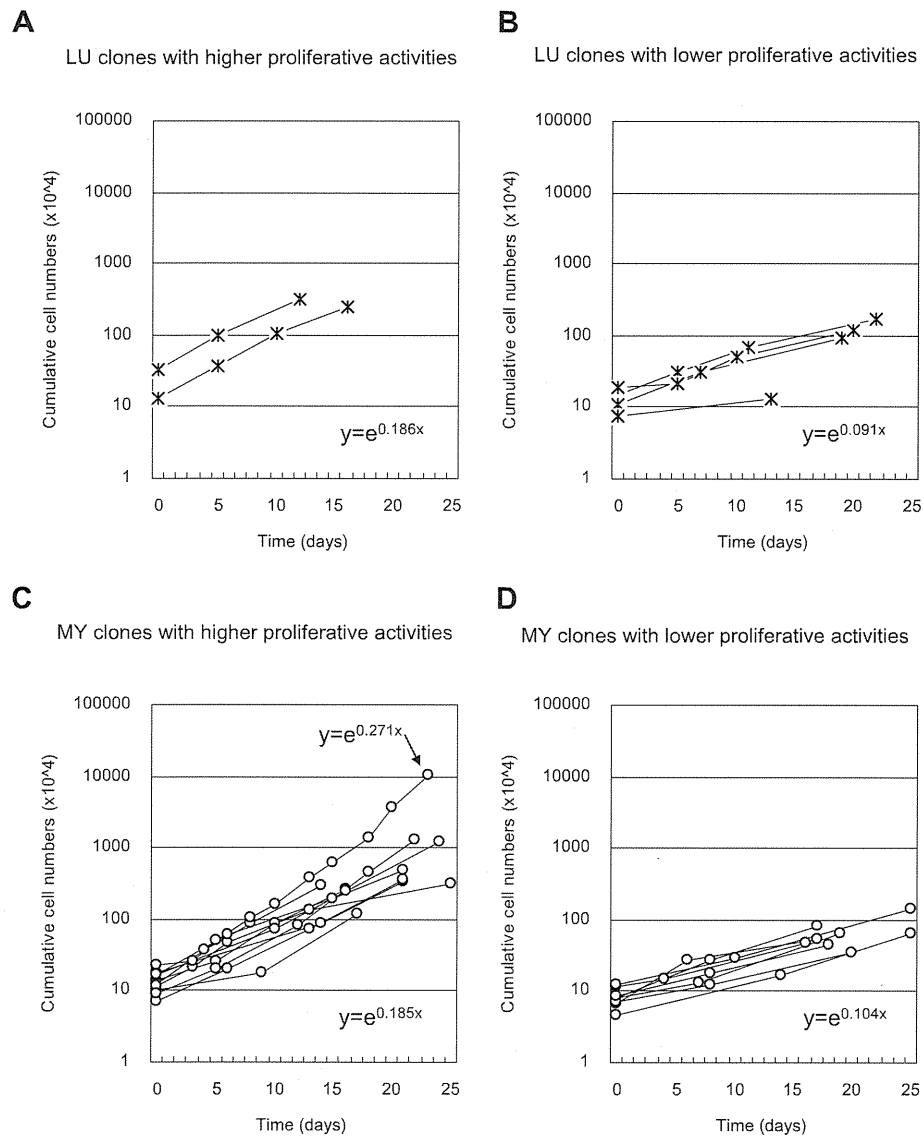 A
LU clones with higher proliferative activities
Cumulative cell numbers (x10^4)
100000
10000
1000
100
10
1
y=e^0.186x
0 5 10 15 20 25
Time (days)
B
LU clones with lower proliferative activities
Cumulative cell numbers (x10^4)
100000
10000
1000
100
10
1
y=e^0.091x
0 5 10 15 20 25
Time (days)
C
MY clones with higher proliferative activities
Cumulative cell numbers (x10^4)
100000
10000
1000
100
10
1
y=e^0.271x
y=e^0.185x
0 5 10 15 20 25
Time (days)
D
MY clones with lower proliferative activities
Cumulative cell numbers (x10^4)
100000
10000
1000
100
10
1
y=e^0.104x
0 5 10 15 20 25
Time (days)